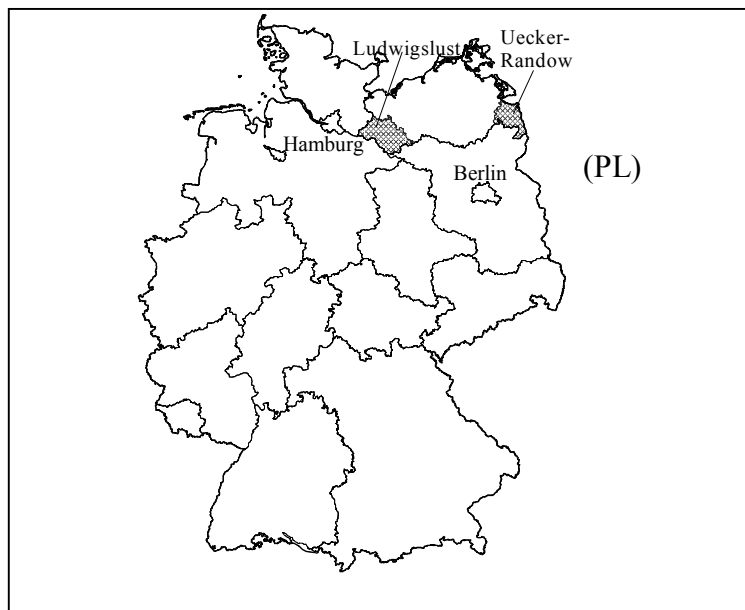 Ludwigslust
Uecker-
Randow
Hamburg
Berlin
(PL)